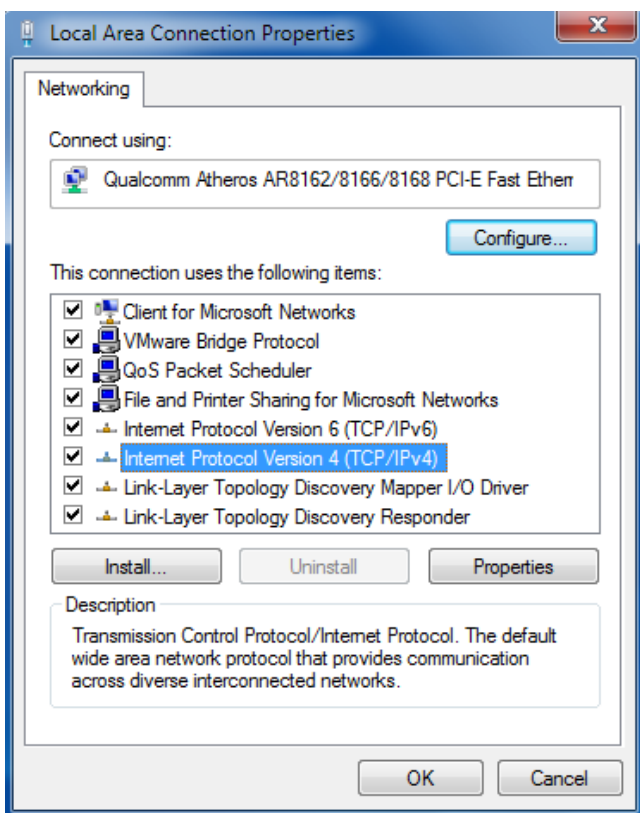 Local Area Connection Properties
Networking
Connect using:
Qualcomm Atheros AR8162/8166/8168 PCI-E Fast Ethern
Configure...
This connection uses the following items:
Client for Microsoft Networks
VMware Bridge Protocol
QoS Packet Scheduler
File and Printer Sharing for Microsoft Networks
Internet Protocol Version 6 (TCP/IPv6)
Internet Protocol Version 4 (TCP/IPv4)
Link-Layer Topology Discovery Mapper I/O Driver
Link-Layer Topology Discovery Responder
Install... Uninstall Properties
Description
Transmission Control Protocol/Internet Protocol. The default
wide area network protocol that provides communication
across diverse interconnected networks.
OK Cancel